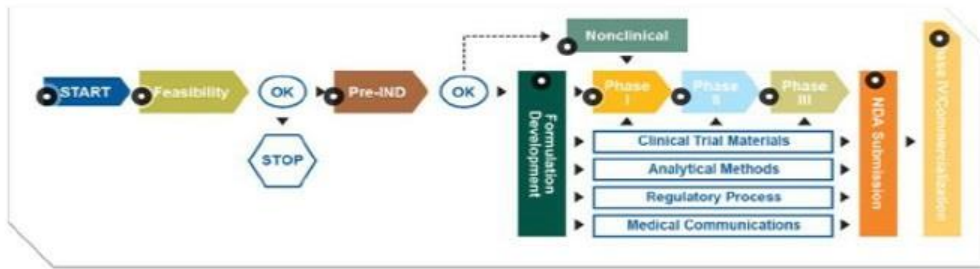 Nonclinical
START
Feasibility
OK
Pre-IND
OK
Phase
I
Phase
II
Phase
III
STOP
Formulation
Development
Clinical Trial Materials
Analytical Methods
Regulatory Process
Medical Communications
NDA Submission
Phase IV/Commercialization